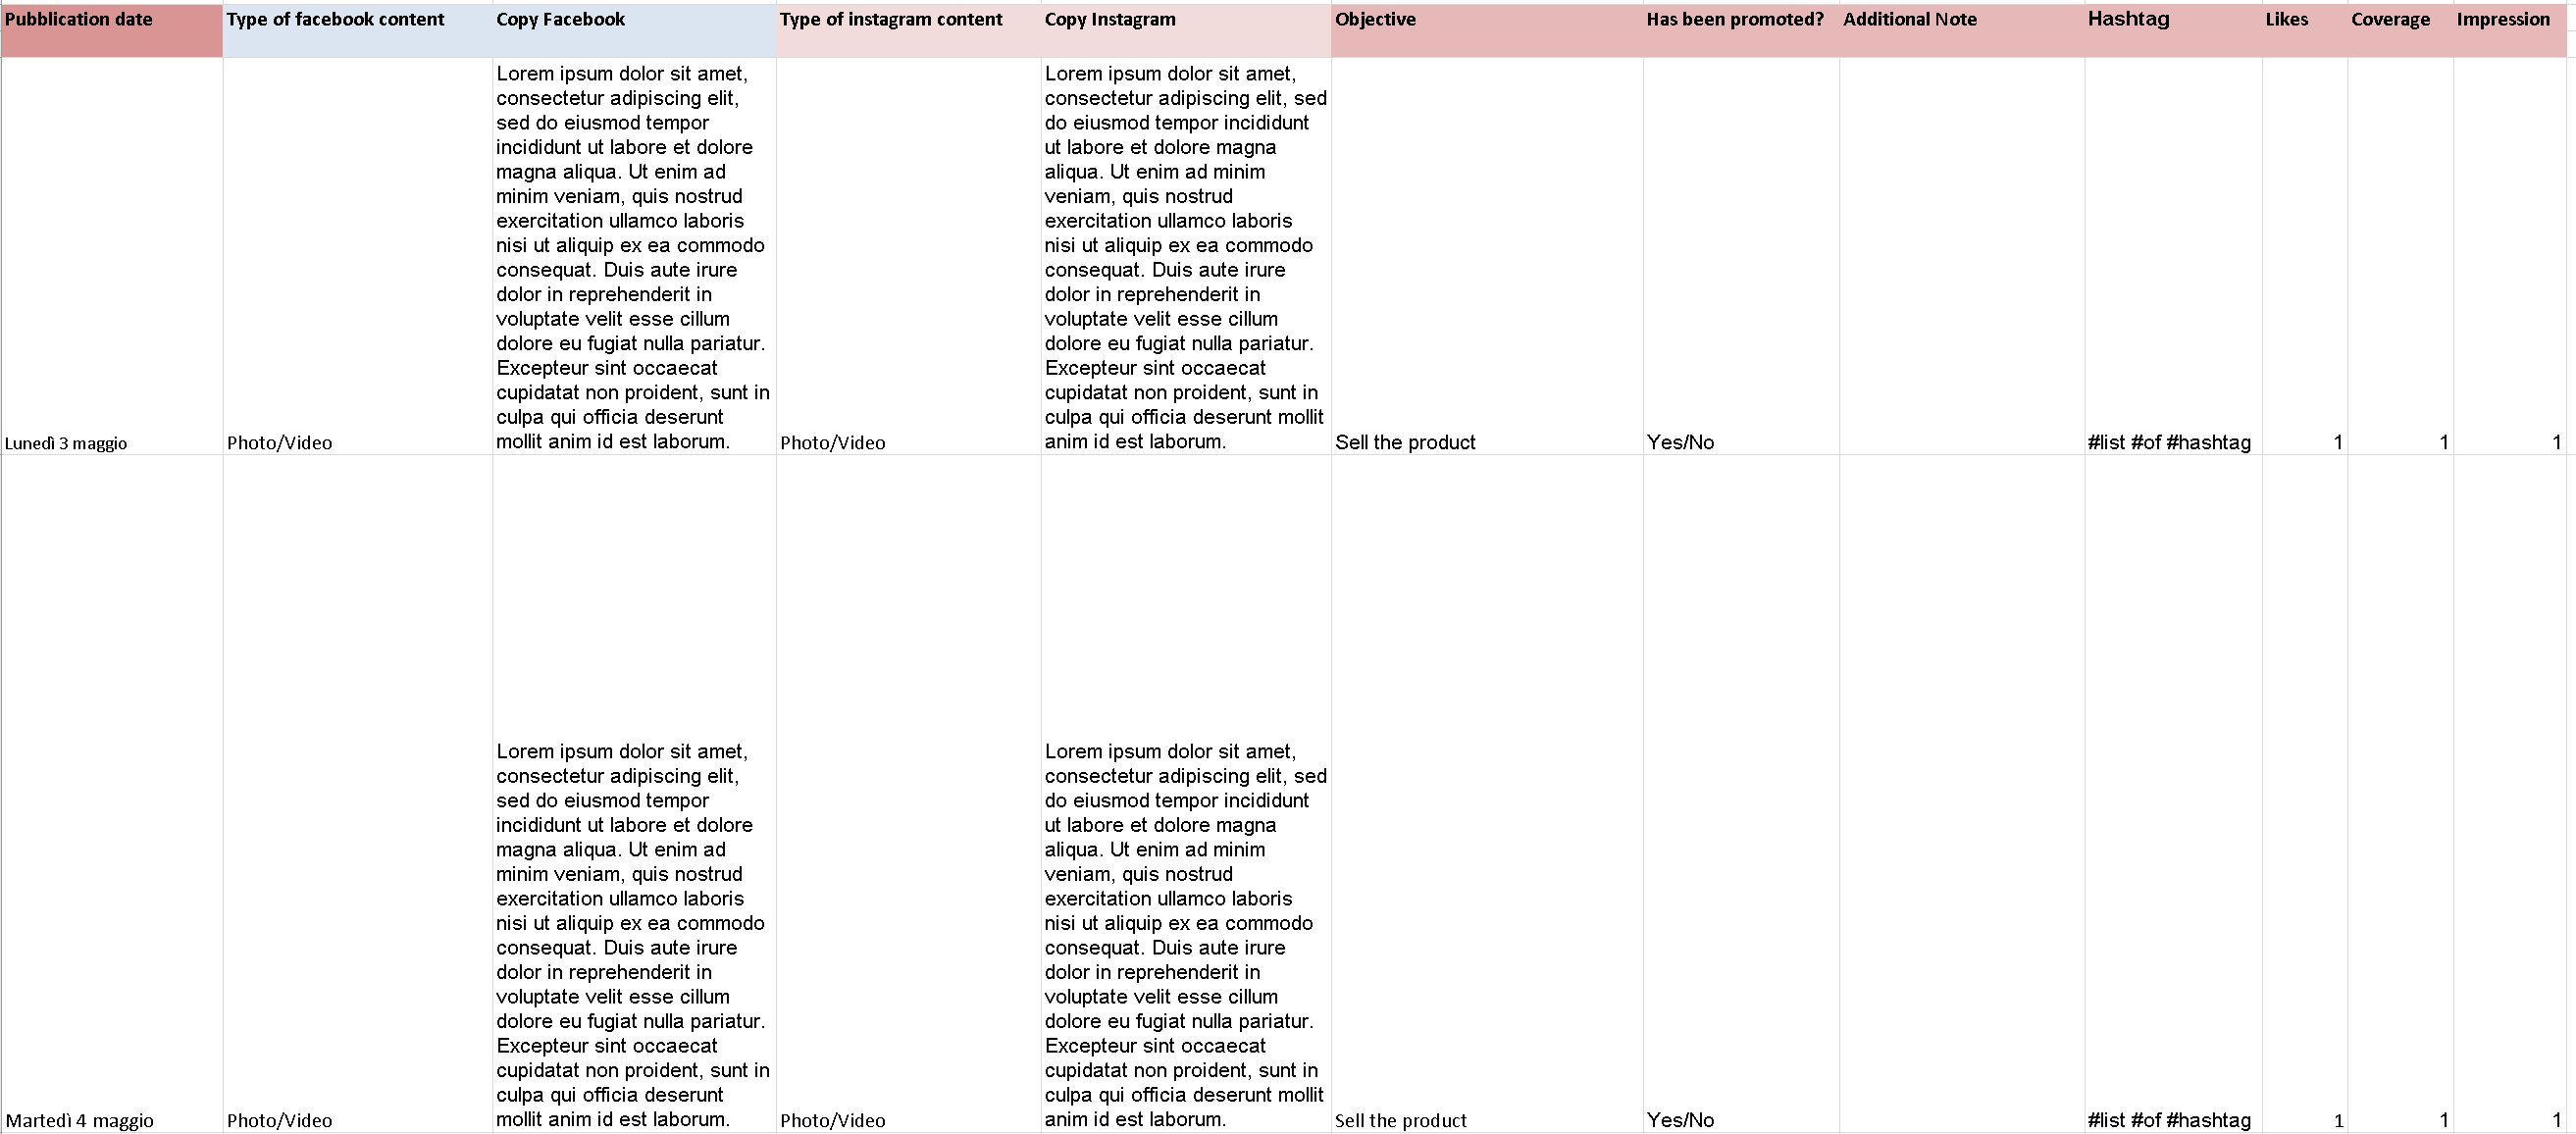 Pubblication date
Type of facebook content
Copy Facebook
Type of instagram content
Copy Instagram
Objective
Has been promoted?
Additional Note
Hashtag
Likes
Coverage
Impression
Lunedì 3 maggio
Photo/Video
Lorem ipsum dolor sit amet,
consectetur adipiscing elit,
sed do eiusmod tempor
incididunt ut labore et dolore
magna aliqua. Ut enim ad
minim veniam, quis nostrud
exercitation ullamco laboris
nisi ut aliquip ex ea commodo
consequat. Duis aute irure
dolor in reprehenderit in
voluptate velit esse cillum
dolore eu fugiat nulla pariatur.
Excepteur sint occaecat
cupidatat non proident, sunt in
culpa qui officia deserunt
mollit anim id est laborum.
Photo/Video
Lorem ipsum dolor sit amet,
consectetur adipiscing elit, sed
do eiusmod tempor incididunt
ut labore et dolore magna
aliqua. Ut enim ad minim
veniam, quis nostrud
exercitation ullamco laboris
nisi ut aliquip ex ea commodo
consequat. Duis aute irure
dolor in reprehenderit in
voluptate velit esse cillum
dolore eu fugiat nulla pariatur.
Excepteur sint occaecat
cupidatat non proident, sunt in
culpa qui officia deserunt mollit
anim id est laborum.
Sell the product
Yes/No
#list #of #hashtag
1
1
1
Martedì 4 maggio
Photo/Video
Lorem ipsum dolor sit amet,
consectetur adipiscing elit,
sed do eiusmod tempor
incididunt ut labore et dolore
magna aliqua. Ut enim ad
minim veniam, quis nostrud
exercitation ullamco laboris
nisi ut aliquip ex ea commodo
consequat. Duis aute irure
dolor in reprehenderit in
voluptate velit esse cillum
dolore eu fugiat nulla pariatur.
Excepteur sint occaecat
cupidatat non proident, sunt in
culpa qui officia deserunt
mollit anim id est laborum.
Photo/Video
Lorem ipsum dolor sit amet,
consectetur adipiscing elit, sed
do eiusmod tempor incididunt
ut labore et dolore magna
aliqua. Ut enim ad minim
veniam, quis nostrud
exercitation ullamco laboris
nisi ut aliquip ex ea commodo
consequat. Duis aute irure
dolor in reprehenderit in
voluptate velit esse cillum
dolore eu fugiat nulla pariatur.
Excepteur sint occaecat
cupidatat non proident, sunt in
culpa qui officia deserunt mollit
anim id est laborum.
Sell the product
Yes/No
#list #of #hashtag
1
1
1